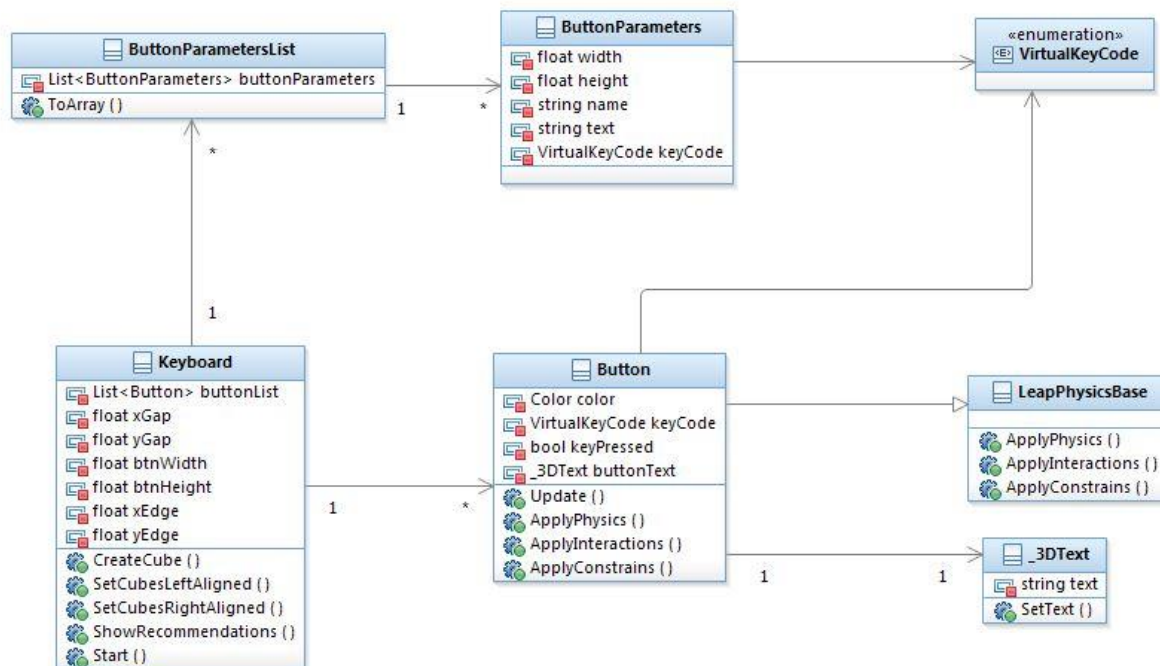 ButtonParametersList
List<ButtonParameters> buttonParameters
ToArray ( )
1
*
ButtonParameters
float width
float height
string name
string text
VirtualKeyCode keyCode
«enumeration»
<E> VirtualKeyCode
*
1
Keyboard
List<Button> buttonList
float xGap
float yGap
float btnWidth
float btnHeight
float xEdge
float yEdge
CreateCube ( )
SetCubesLeftAligned ( )
SetCubesRightAligned ( )
ShowRecommendations ( )
Start ( )
1
*
Button
Color color
VirtualKeyCode keyCode
bool keyPressed
_3DText buttonText
Update ( )
ApplyPhysics ( )
ApplyInteractions ( )
ApplyConstrains ( )
LeapPhysicsBase
ApplyPhysics ( )
ApplyInteractions ( )
ApplyConstrains ( )
1
1
_3DText
string text
SetText ( )